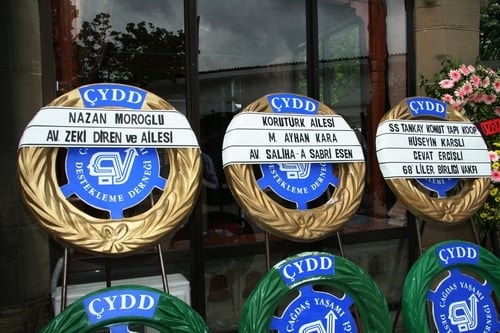 ÇYDD
NAZAN MOROĞLU
AV. ZEKİ DİREN ve AİLESİ
DESTEKLEME DERNEĞİ
ÇYDD
KORUTÜRK AİLESİ
M. AYHAN KARA
AV. SALİHA-A SABRİ ESEN
DESTEKLEME DERNEĞİ
ÇYDD
SS TANKAY KONUT YAPI KOOP
HÜSEYİN KARSLI
CEVAT ERCİŞLİ
68 LİLER BİRLİĞİ VAKFI
ÇYDD
ÇYDD
ÇAĞDAŞ YAŞAMI
ÇYDD
ÇAĞDAŞ YAŞAMI